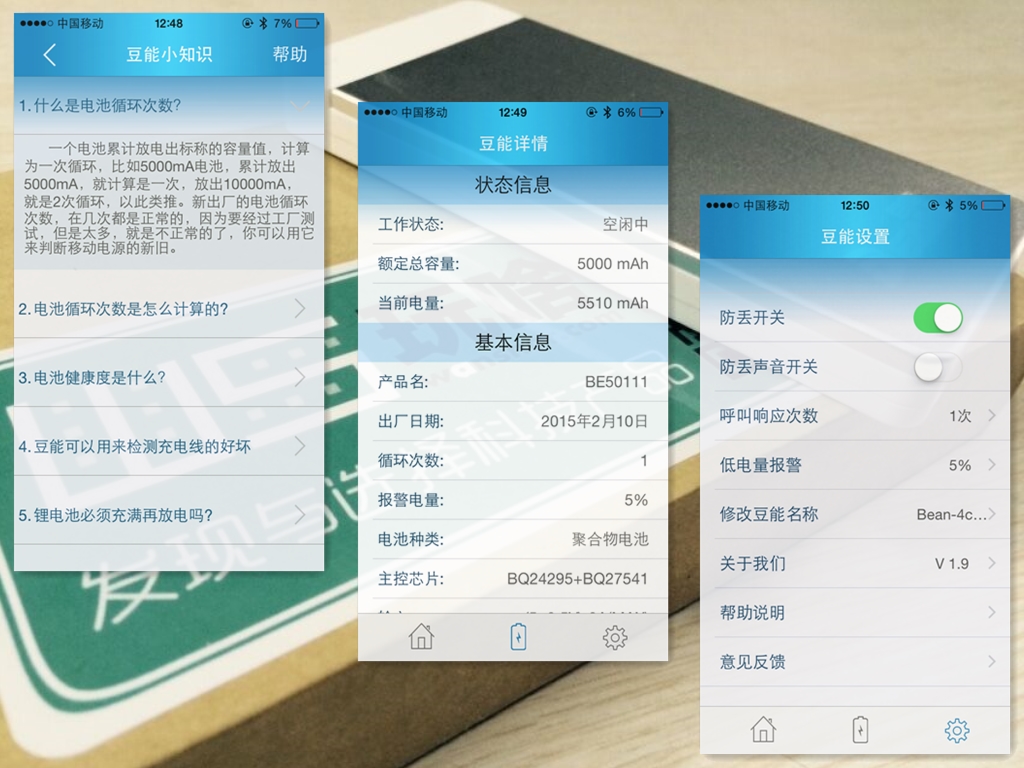 中国移动 12:48 7%
豆能小知识 帮助
1.什么是电池循环次数?
一个电池累计放电出标称的容量值，计算
为一次循环，比如5000mA电池，累计放出
5000mA，就计算是一次，放出10000mA，
就是2次循环，以此类推。新出厂的电池循环
次数，在几次都是正常的，因为要经过工厂测
试，但是太多，就是不正常的了，你可以用它
来判断移动电源的新旧。
2.电池循环次数是怎么计算的?
3.电池健康度是什么?
4.豆能可以用来检测充电线的好坏
5.锂电池必须充满再放电吗?
中国移动 12:49 6%
豆能详情
状态信息
工作状态: 空闲中
额定总容量: 5000 mAh
当前电量: 5510 mAh
基本信息
产品名: BE50111
出厂日期: 2015年2月10日
循环次数: 1
报警电量: 5%
电池种类: 聚合物电池
主控芯片: BQ24295+BQ27541
中国移动 12:50 5%
豆能设置
防丢开关
防丢声音开关
呼叫响应次数 1次
低电量报警 5%
修改豆能名称 Bean-4c...
关于我们 V 1.9
帮助说明
意见反馈
发现与选择科技产品